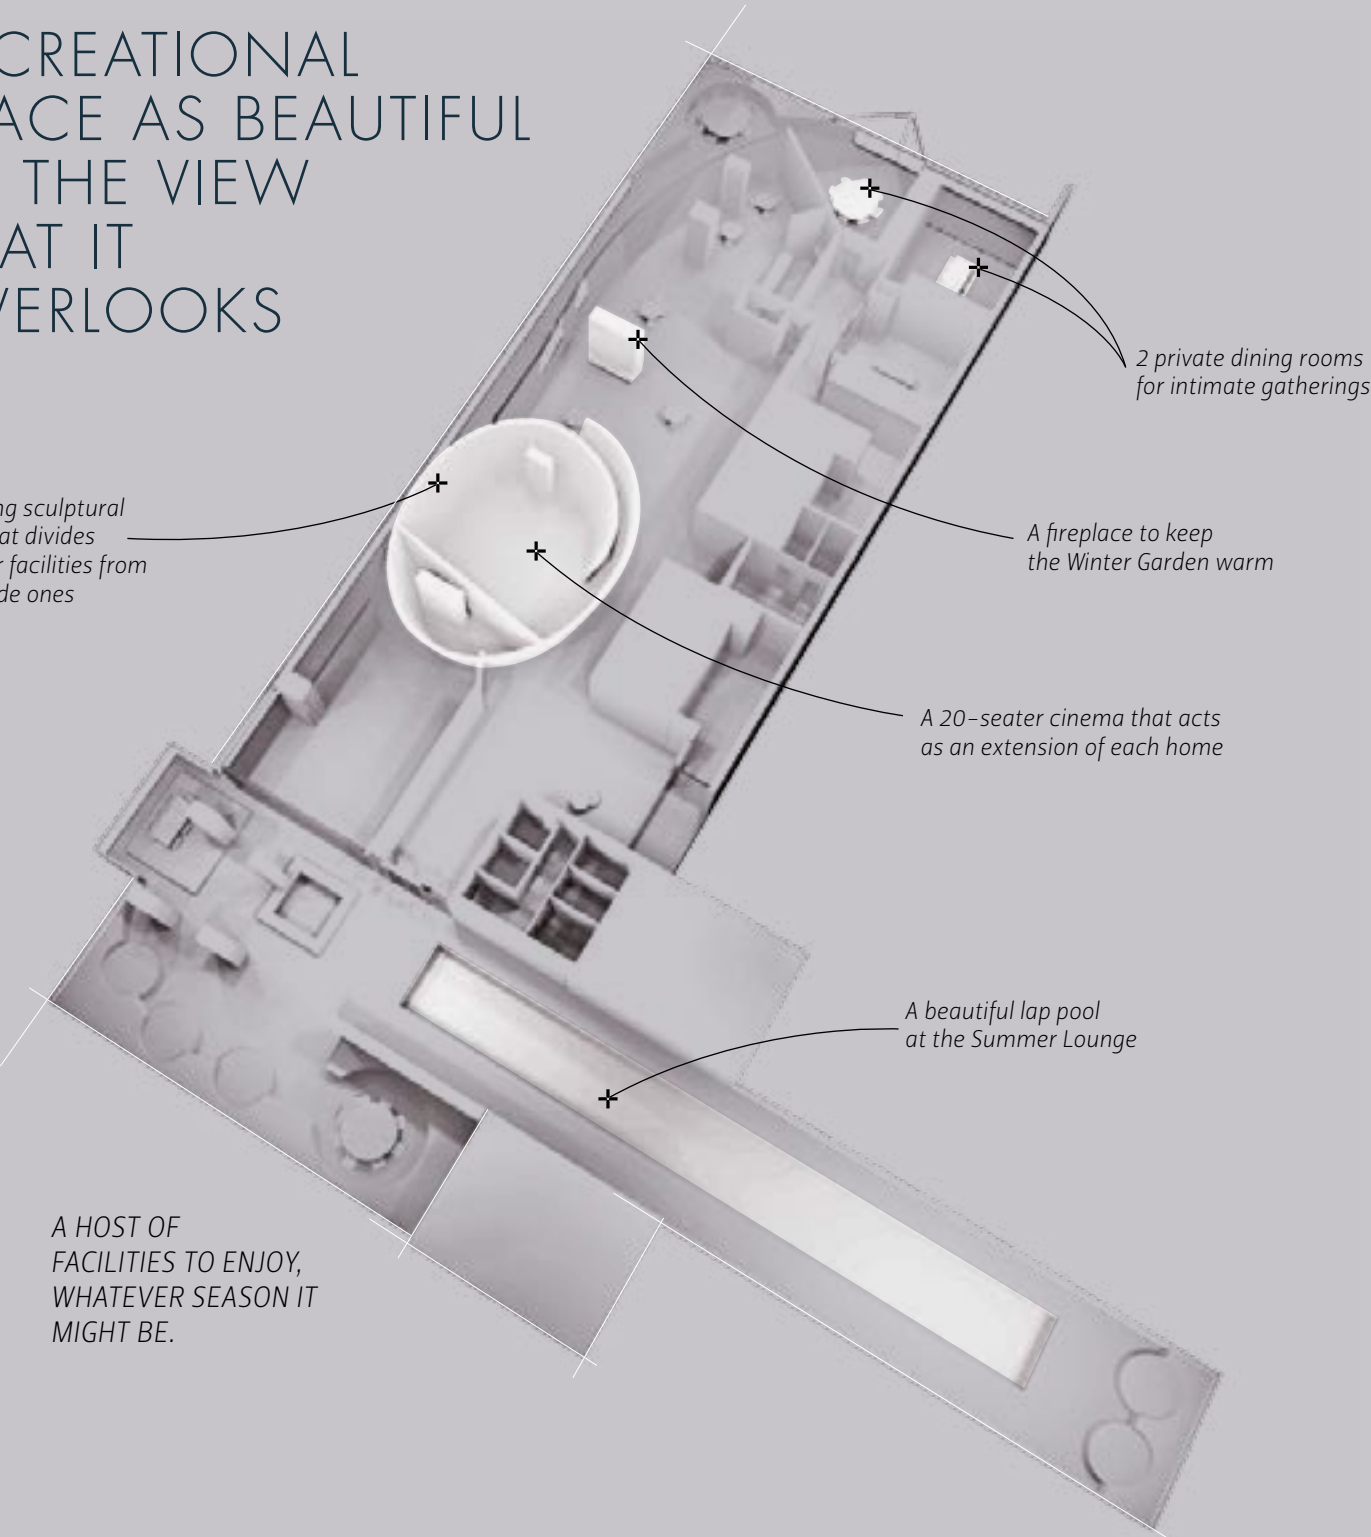 CREATIONAL
ACE AS BEAUTIFUL
THE VIEW
AT IT
VERLOOKS
2 private dining rooms
for intimate gatherings
ng sculptural
at divides
r facilities from
de ones
A fireplace to keep
the Winter Garden warm
A 20-seater cinema that acts
as an extension of each home
A beautiful lap pool
at the Summer Lounge
A HOST OF
FACILITIES TO ENJOY,
WHATEVER SEASON IT
MIGHT BE.